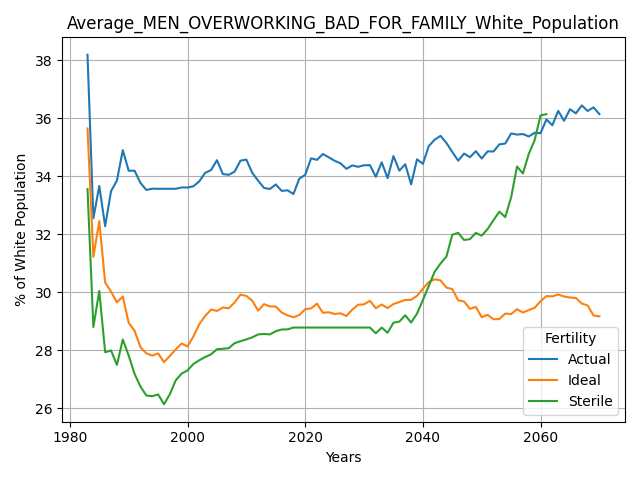 Average_MEN_OVERWORKING_BAD_FOR_FAMILY_White_Population
% of White Population
38
36
34
32
30
28
26
1980
2000
2020
2040
2060
Years
Fertility
Actual
Ideal
Sterile